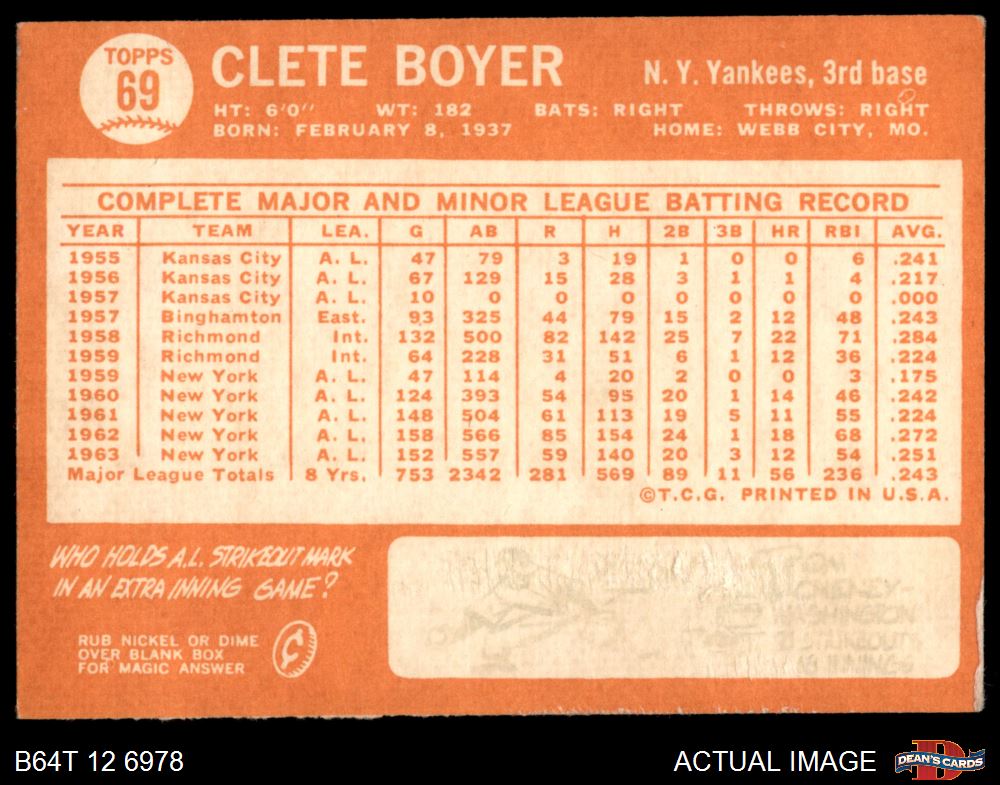 TOPPS
69
CLETE BOYER
N. Y. Yankees, 3rd base
HT: 6'0" WT: 182 BATS: RIGHT THROWS: RIGHT
BORN: FEBRUARY 8, 1937 HOME: WEBB CITY, MO.
COMPLETE MAJOR AND MINOR LEAGUE BATTING RECORD
YEAR TEAM LEA. G AB R H 2B 3B HR RBI AVG.
1955 Kansas City A. L. 47 79 3 19 1 0 0 6 .241
1956 Kansas City A. L. 67 129 15 28 3 1 1 4 .217
1957 Kansas City A. L. 10 0 0 0 0 0 0 0 .000
1957 Binghamton East. 93 325 44 79 15 2 12 48 .243
1958 Richmond Int. 132 500 82 142 25 7 22 71 .284
1959 Richmond Int. 64 228 31 51 6 1 12 36 .224
1959 New York A. L. 47 114 4 20 2 0 0 3 .175
1960 New York A. L. 124 393 54 95 20 1 14 46 .242
1961 New York A. L. 148 504 61 113 19 5 11 55 .224
1962 New York A. L. 158 566 85 154 24 1 18 68 .272
1963 New York A. L. 152 557 59 140 20 3 12 54 .251
Major League Totals 8 Yrs. 753 2342 281 569 89 11 56 236 .243
©T.C.G. PRINTED IN U.S.A.
WHO HOLDS A.L. STRIKEOUT MARK
IN AN EXTRA INNING GAME?
RUB NICKEL OR DIME
OVER BLANK BOX
FOR MAGIC ANSWER
TOM
CHENEY-
WASHINGTON
INNINGS
B64T 12 6978
ACTUAL IMAGE
DEAN'S CARDS